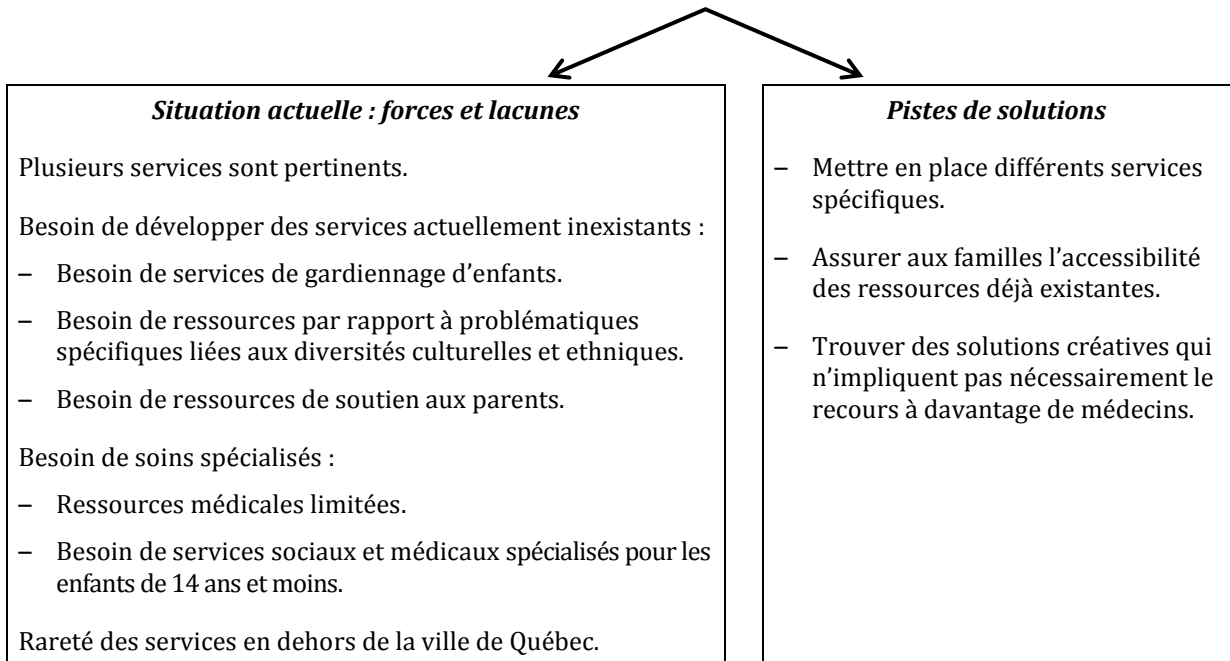 Situation actuelle : forces et lacunes
Plusieurs services sont pertinents.
Besoin de développer des services actuellement inexistants :
– Besoin de services de gardiennage d’enfants.
– Besoin de ressources par rapport à problématiques
spécifiques liées aux diversités culturelles et ethniques.
– Besoin de ressources de soutien aux parents.
Besoin de soins spécialisés :
– Ressources médicales limitées.
– Besoin de services sociaux et médicaux spécialisés pour les
enfants de 14 ans et moins.
Rareté des services en dehors de la ville de Québec.
Pistes de solutions
– Mettre en place différents services
spécifiques.
– Assurer aux familles l’accessibilité
des ressources déjà existantes.
– Trouver des solutions créatives qui
n’impliquent pas nécessairement le
recours à davantage de médecins.